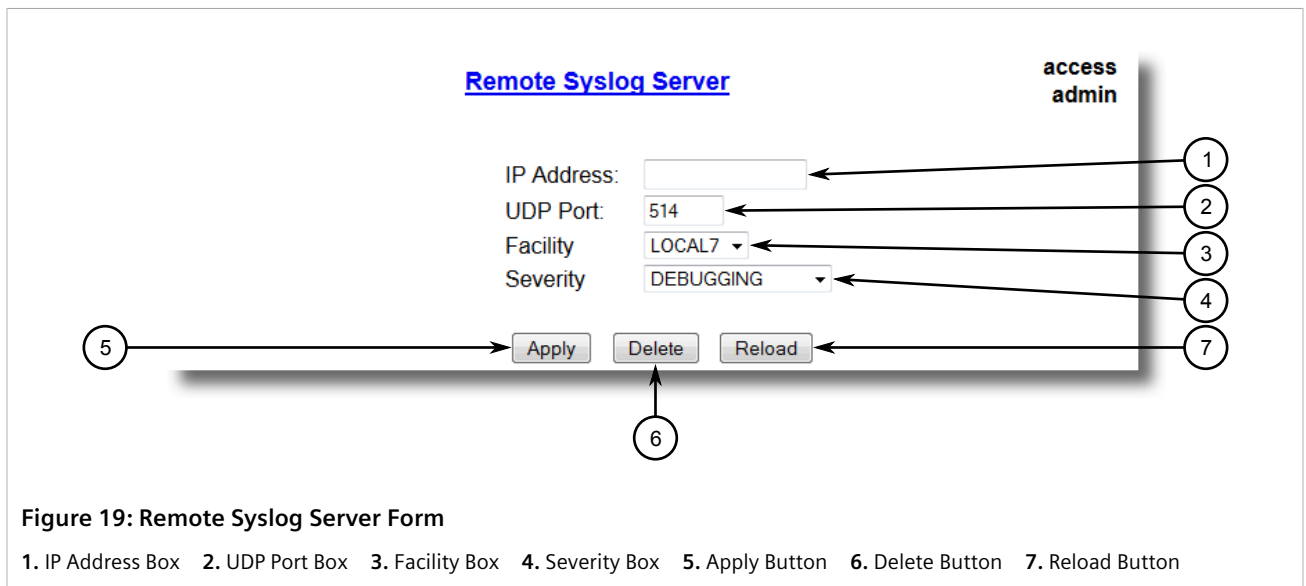 Remote Syslog Server
access
admin
IP Address:
1
UDP Port: 514
2
Facility LOCAL7
3
Severity DEBUGGING
4
5
Apply Delete Reload
7
6
Figure 19: Remote Syslog Server Form
1. IP Address Box 2. UDP Port Box 3. Facility Box 4. Severity Box 5. Apply Button 6. Delete Button 7. Reload Button